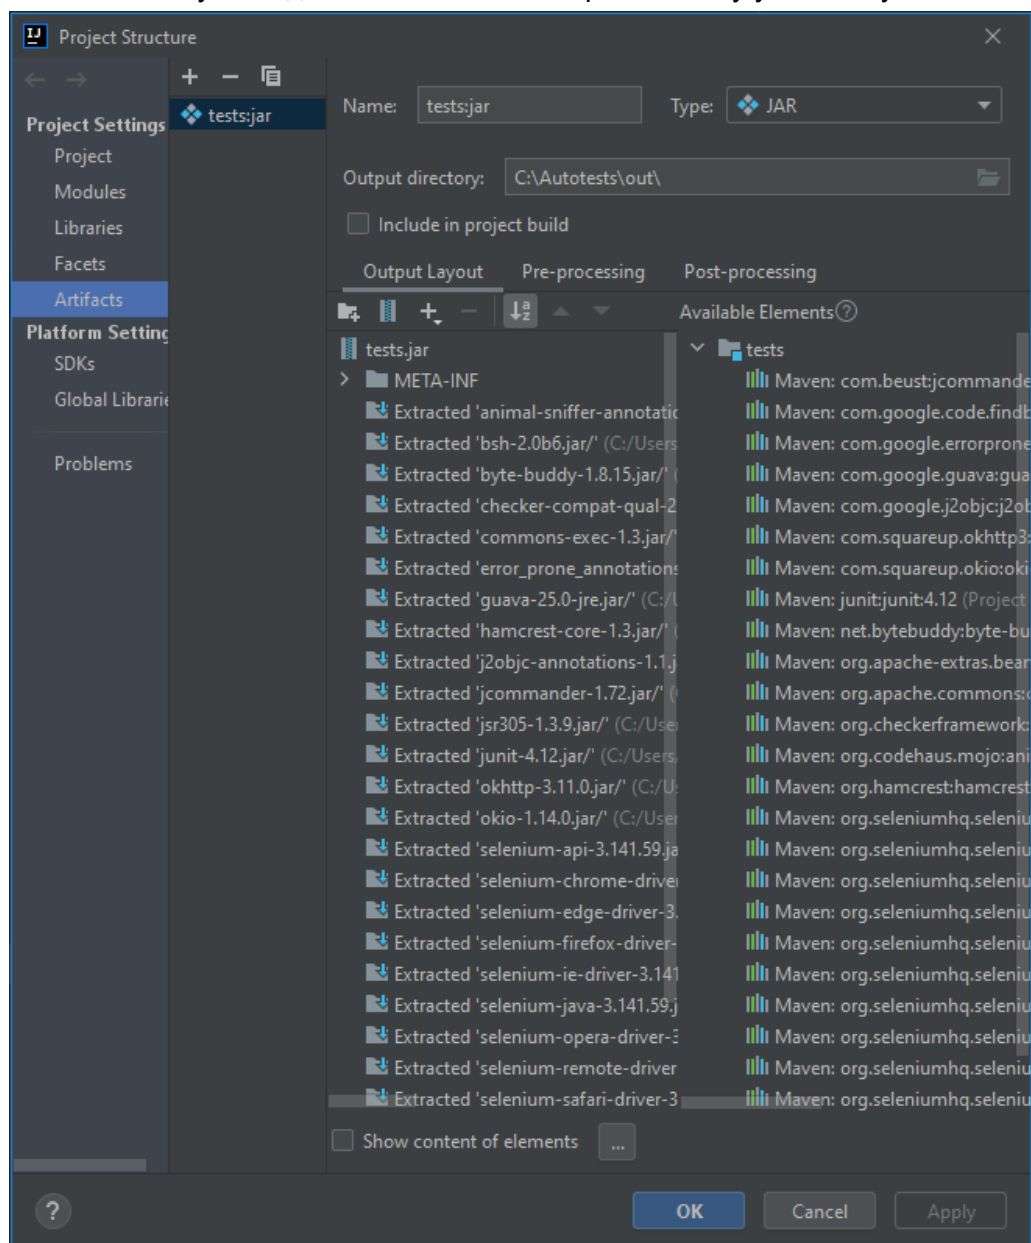 Project Structure
Project Settings
Project
Modules
Libraries
Facets
Artifacts
Platform Setting
SDKs
Global Librarie
Problems
tests:jar
Name: tests:jar Type: JAR
Output directory: C:\Autotests\out\
Include in project build
Output Layout Pre-processing Post-processing
Available Elements
tests.jar
META-INF
Extracted 'animal-sniffer-annotatio
Extracted 'bsh-2.0b6.jar/' (C:/Users
Extracted 'byte-buddy-1.8.15.jar/' (
Extracted 'checker-compat-qual-2
Extracted 'commons-exec-1.3.jar/'
Extracted 'error_prone_annotations
Extracted 'guava-25.0-jre.jar/' (C:/U
Extracted 'hamcrest-core-1.3.jar/' (
Extracted 'j2objc-annotations-1.1.j
Extracted 'jcommander-1.72.jar/' (
Extracted 'jsr305-1.3.9.jar/' (C:/Use
Extracted 'junit-4.12.jar/' (C:/Users/
Extracted 'okhttp-3.11.0.jar/' (C:/U
Extracted 'okio-1.14.0.jar/' (C:/User
Extracted 'selenium-api-3.141.59.ja
Extracted 'selenium-chrome-driver
Extracted 'selenium-edge-driver-3.
Extracted 'selenium-firefox-driver-
Extracted 'selenium-ie-driver-3.141
Extracted 'selenium-java-3.141.59.j
Extracted 'selenium-opera-driver-3
Extracted 'selenium-remote-driver
Extracted 'selenium-safari-driver-3
tests
Maven: com.beust:jcommande
Maven: com.google.code.findb
Maven: com.google.errorprone
Maven: com.google.guava:gua
Maven: com.google.j2objc:j2ob
Maven: com.squareup.okhttp3:
Maven: com.squareup.okio:oki
Maven: junit:junit:4.12 (Project
Maven: net.bytebuddy:byte-bu
Maven: org.apache-extras.bear
Maven: org.apache.commons:c
Maven: org.checkerframework:
Maven: org.codehaus.mojo:ani
Maven: org.hamcrest:hamcrest
Maven: org.seleniumhq.seleniu
Maven: org.seleniumhq.seleniu
Maven: org.seleniumhq.seleniu
Maven: org.seleniumhq.seleniu
Maven: org.seleniumhq.seleniu
Maven: org.seleniumhq.seleniu
Maven: org.seleniumhq.seleniu
Maven: org.seleniumhq.seleniu
Maven: org.seleniumhq.seleniu
Maven: org.seleniumhq.seleniu
Show content of elements ...
? OK Cancel Apply